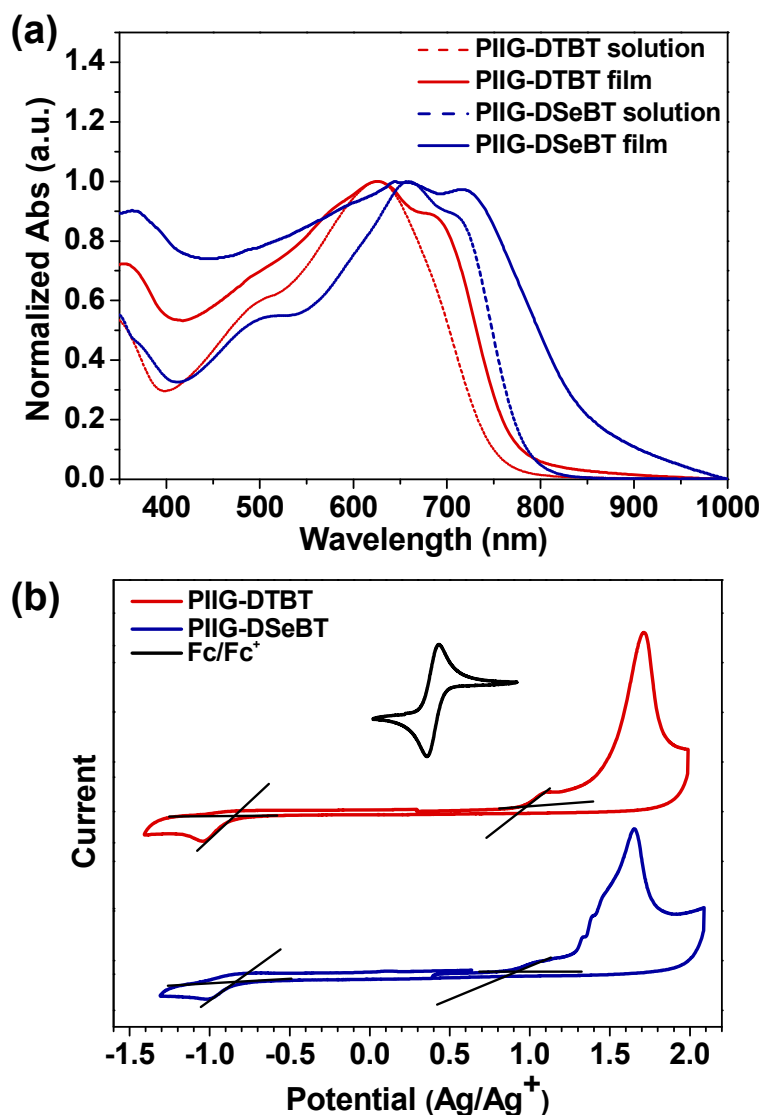 (a)
1.4
1.2
1.0
0.8
0.6
0.4
0.2
0.0
Normalized Abs (a.u.)
PIIG-DTBT solution
PIIG-DTBT film
PIIG-DSeBT solution
PIIG-DSeBT film
400 500 600 700 800 900 1000
Wavelength (nm)
(b)
PIIG-DTBT
PIIG-DSeBT
Fc/Fc⁺
Current
-1.5 -1.0 -0.5 0.0 0.5 1.0 1.5 2.0
Potential (Ag/Ag⁺)